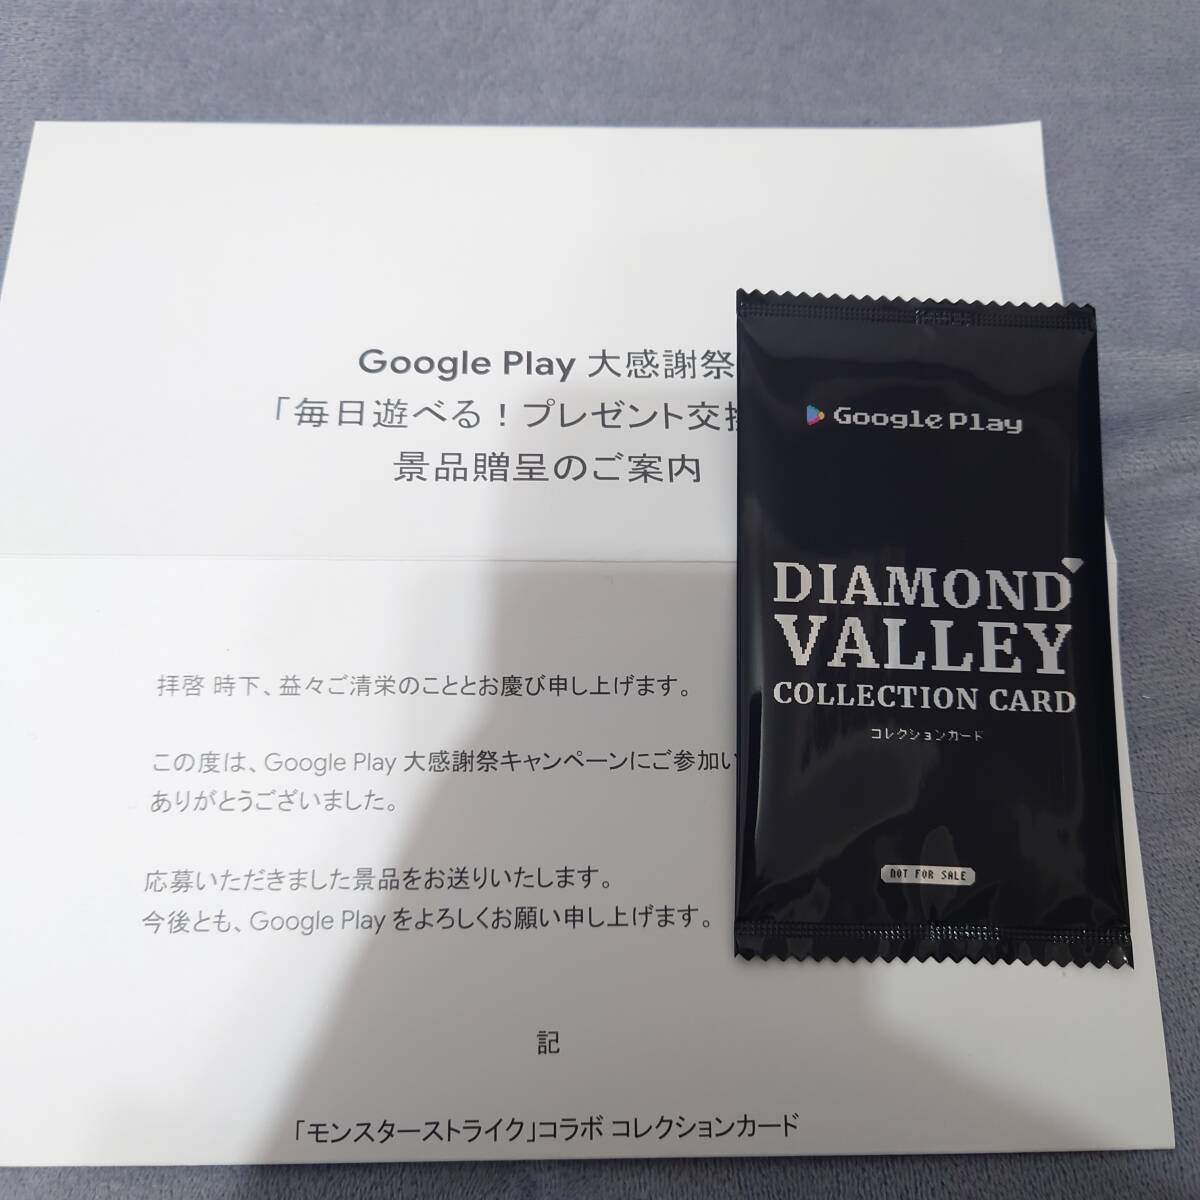 Google Play 大感謝祭
「毎日遊べる！プレゼント交換
景品贈呈のご案内
拝啓 時下、益々ご清栄のこととお慶び申し上げます。
この度は、Google Play 大感謝祭キャンペーンにご参加い
ありがとうございました。
応募いただきました景品をお送りいたします。
今後とも、Google Playをよろしくお願い申し上げます。
記
「モンスターストライク」コラボ コレクションカード
Google Play
DIAMOND
VALLEY
COLLECTION CARD
コレクションカード
NOT FOR SALE